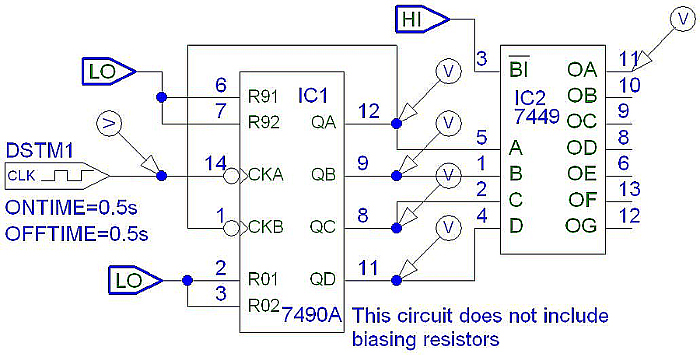 HI
V
3
BI
OA
11
LO
6
R91
IC1
V
IC2
OB
10
7
R92
QA
12
7449
OC
9
V
V
5
A
OD
8
DSTM1
14
CKA
QB
9
1
B
OE
6
CLK
V
2
C
OF
13
ONTIME=0.5s
1
CKB
QC
8
4
D
OG
12
OFFTIME=0.5s
V
LO
2
R01
QD
11
3
R02
7490A
This circuit does not include
biasing resistors